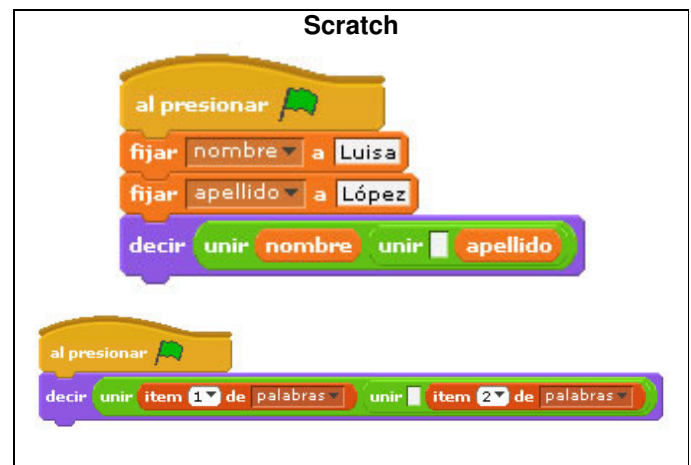 Scratch
al presionar
fijar nombre a Luisa
fijar apellido a López
decir unir nombre unir apellido
al presionar
decir unir item 1 de palabras unir item 2 de palabras